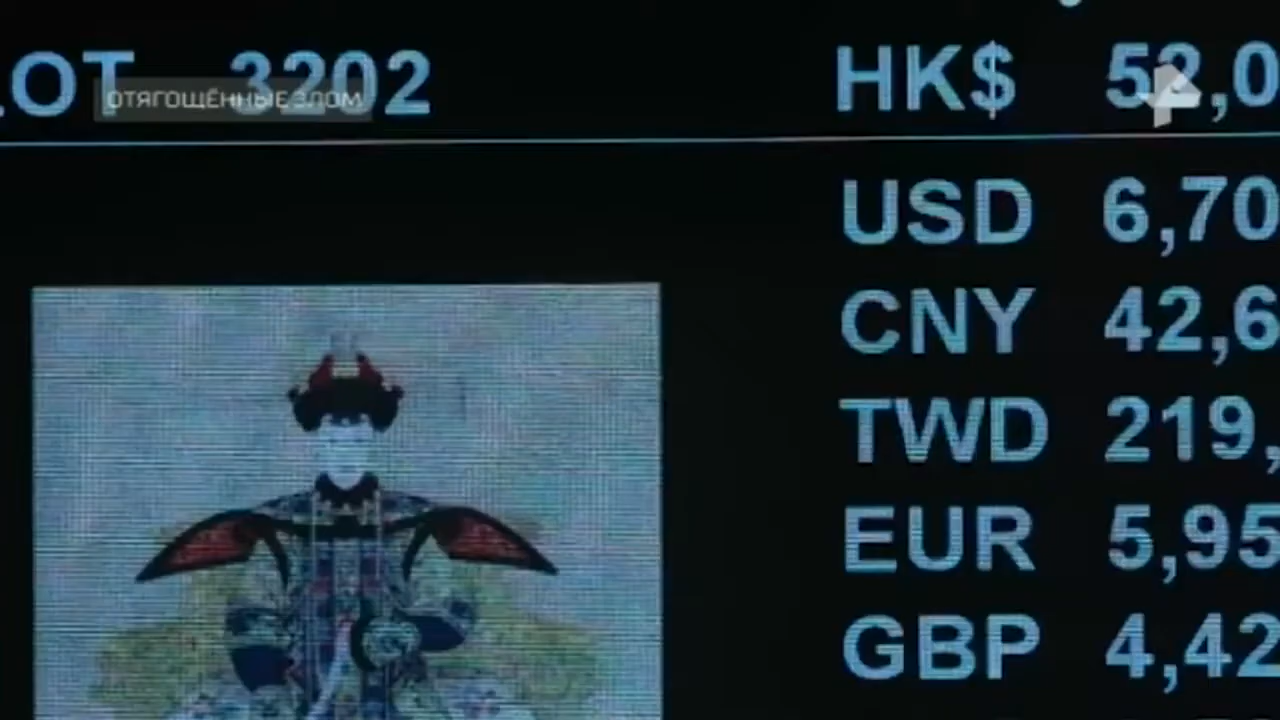 LOT 3202
HK$ 52,0
ОТЯГОЩЁННЫЕ ЗЛОМ
USD 6,70
CNY 42,6
TWD 219,
EUR 5,95
GBP 4,42